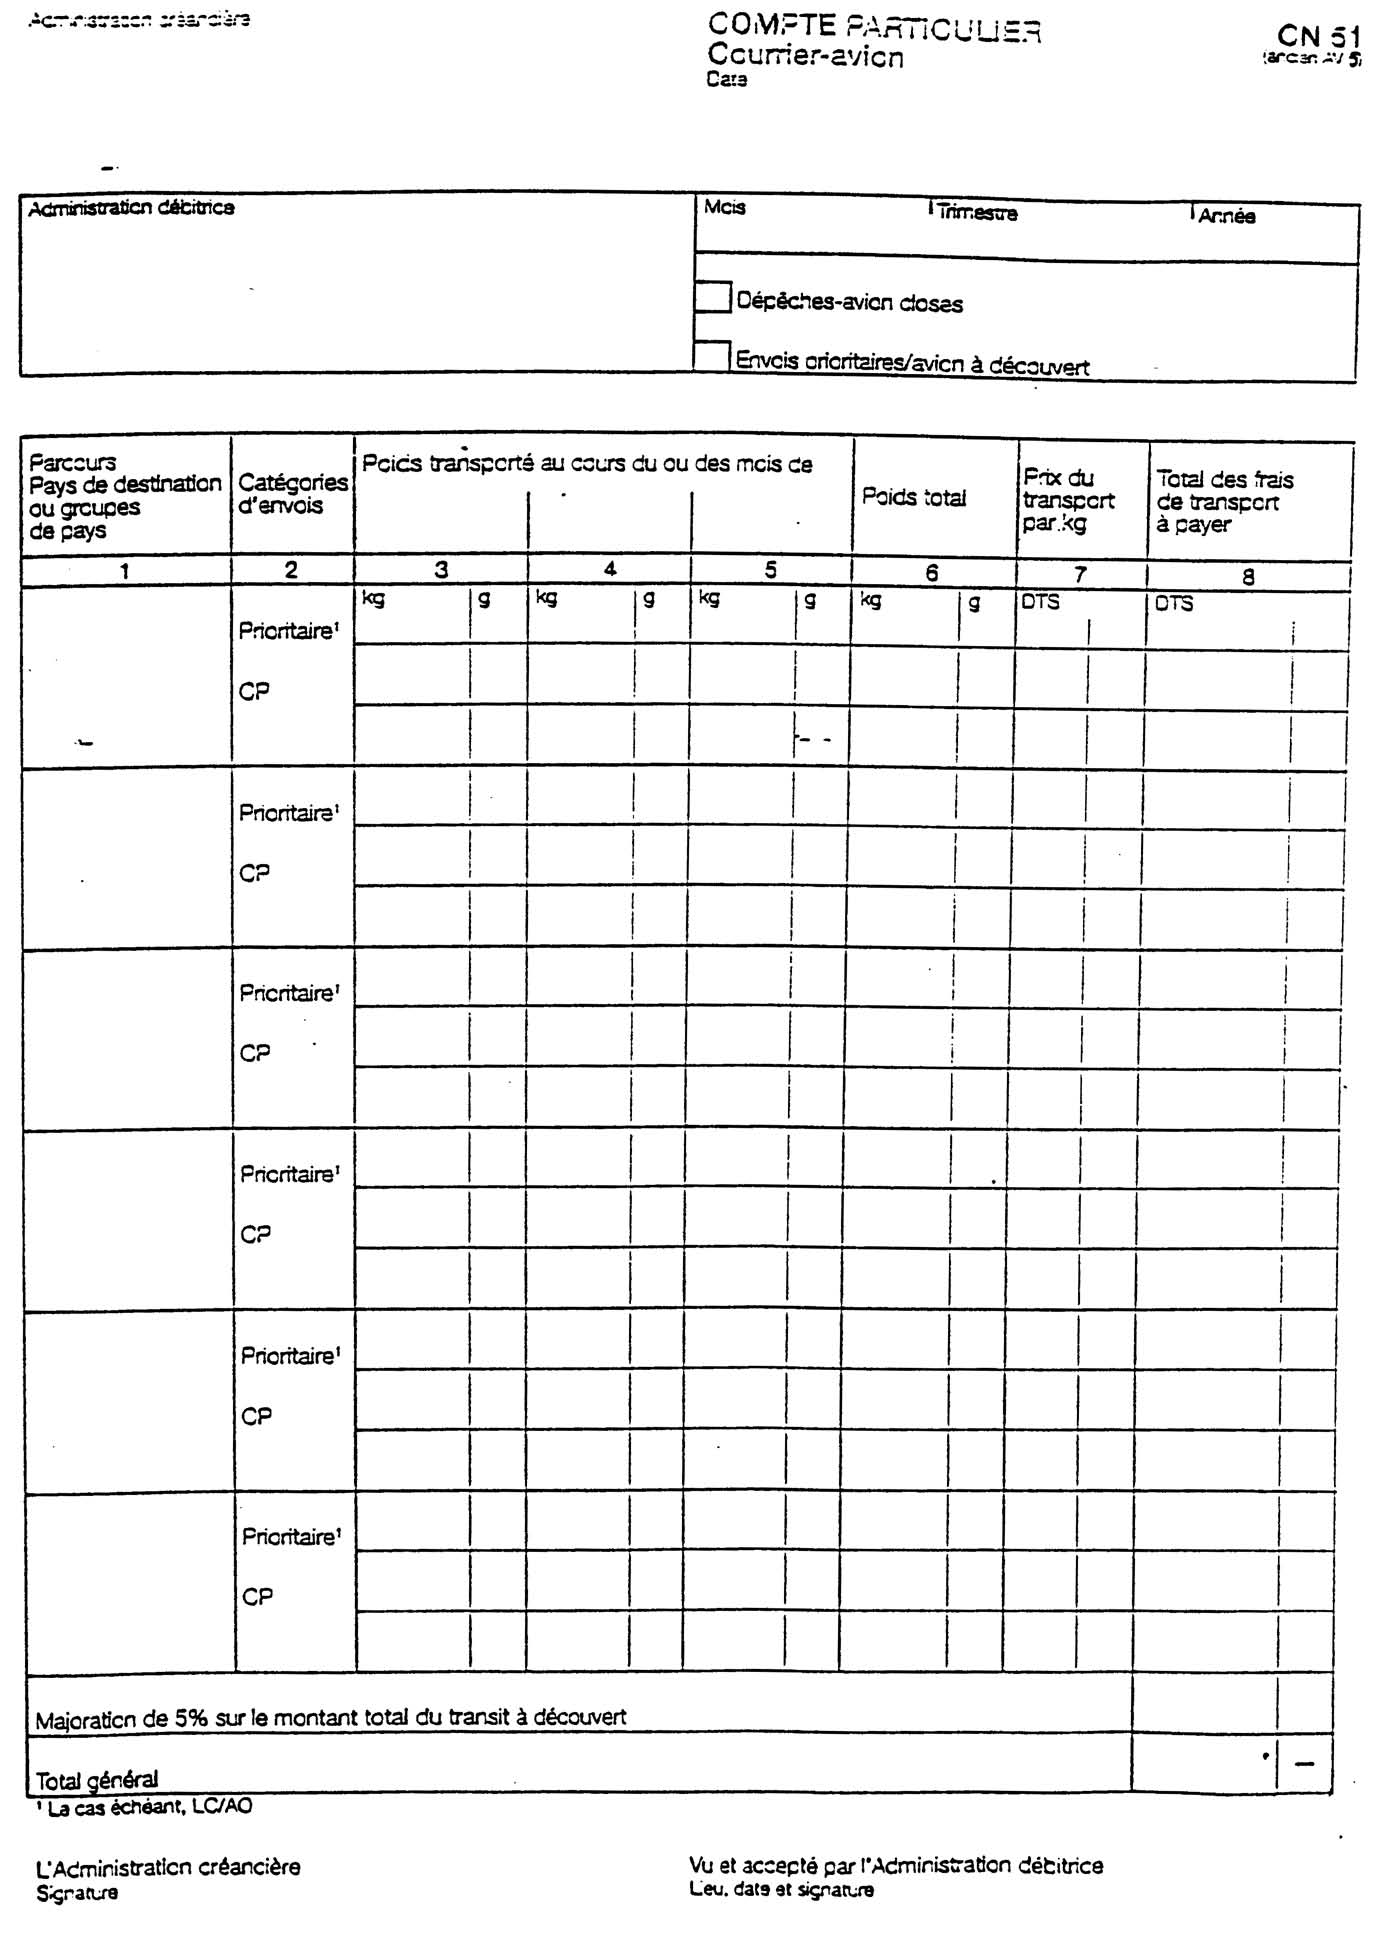 Administration créancière
COMPTE PARTICULIER
Courrier-avion
Date
CN 51
(ancien AV 5)
Administration débitrice
Mois
Trimestre
Année
Dépêches-avion closes
Envois prioritaires/avion à découvert
Parcours
Pays de destination
ou groupes
de pays
Catégories
d'envois
Poids transporté au cours du ou des mois de
Poids total
Prix du
transport
par kg
Total des frais
de transport
à payer
1 2 3 4 5 6 7 8
kg g kg g kg g kg g DTS DTS
Prioritaire¹
CP
Prioritaire¹
CP
Prioritaire¹
CP
Prioritaire¹
CP
Prioritaire¹
CP
Prioritaire¹
CP
Majoration de 5% sur le montant total du transit à découvert
Total général
¹ La cas échéant, LC/AO
L'Administration créancière
Signature
Vu et accepté par l'Administration débitrice
Lieu, date et signature